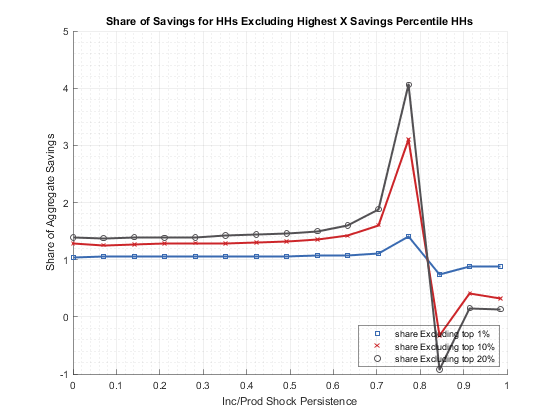 Share of Savings for HHs Excluding Highest X Savings Percentile HHs
5
4
3
2
1
0
-1
Share of Aggregate Savings
share Excluding top 1%
share Excluding top 10%
share Excluding top 20%
0 0.1 0.2 0.3 0.4 0.5 0.6 0.7 0.8 0.9 1
Inc/Prod Shock Persistence